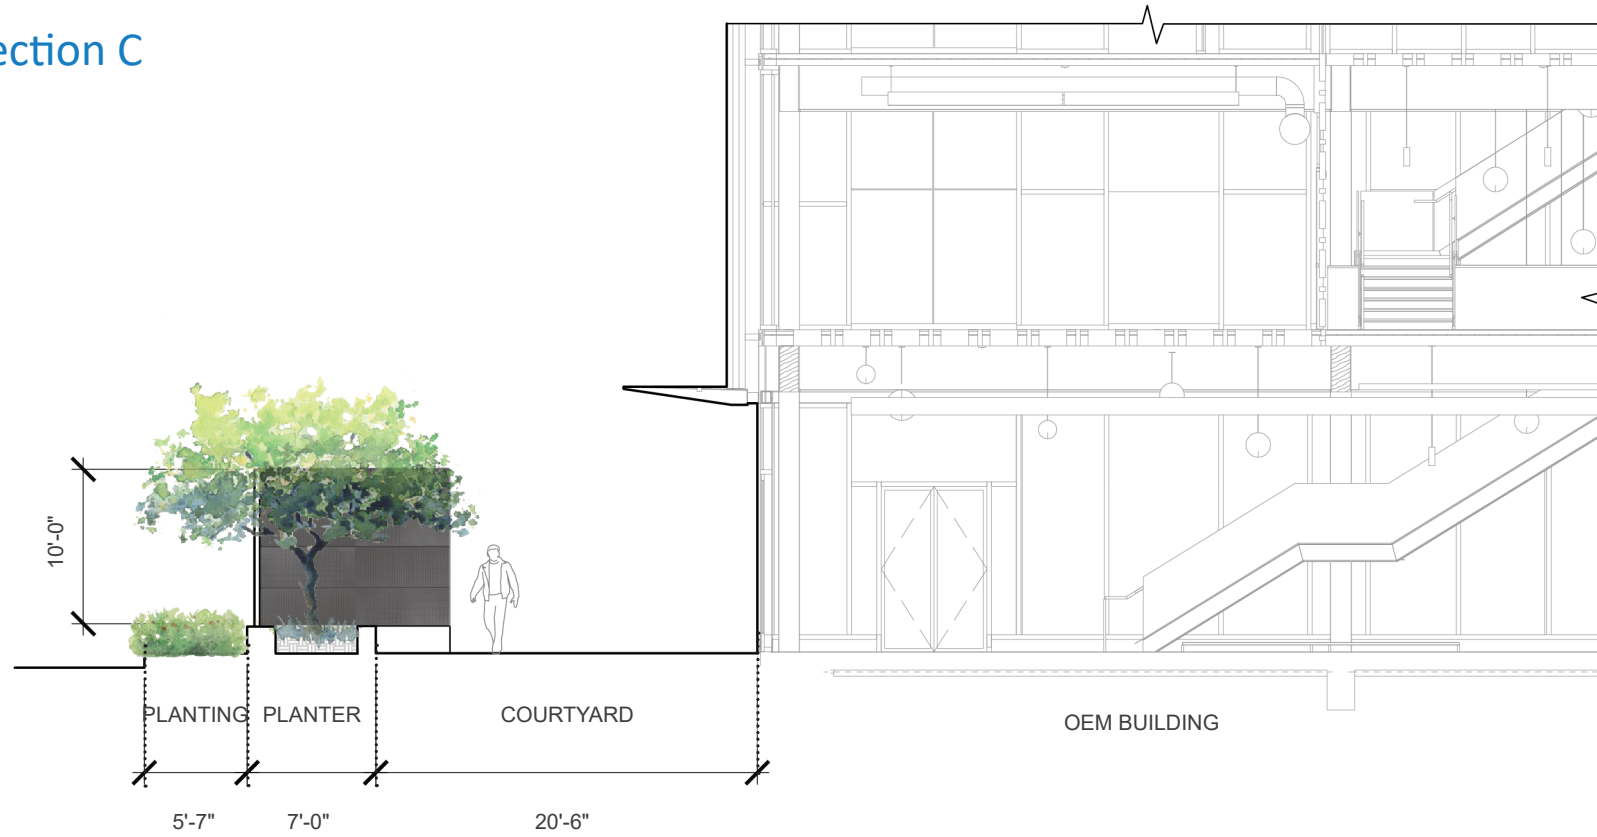 ection C
10'-0"
PLANTING PLANTER COURTYARD OEM BUILDING
5'-7" 7'-0" 20'-6"